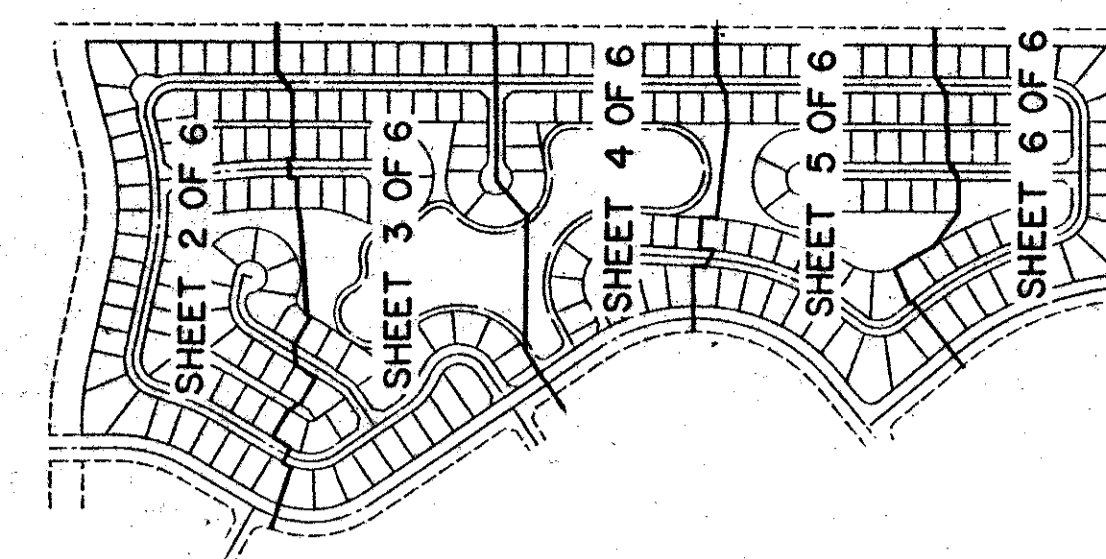 SHEET 2 OF 6
SHEET 3 OF 6
SHEET 4 OF 6
SHEET 5 OF 6
SHEET 6 OF 6